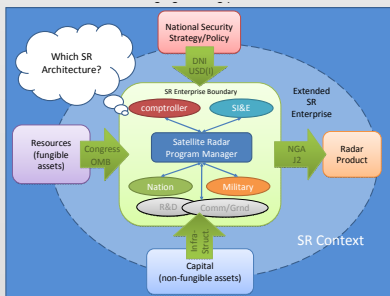 National Security
Strategy/Policy
Which SR
Architecture?
DNI
USD(I)
SR Enterprise Boundary
comptroller
SI&E
Extended
SR
Enterprise
Resources
(fungible
assets)
Congress
OMB
Satellite Radar
Program Manager
NGA
J2
Radar
Product
Nation
Military
R&D
Comm/Grnd
Infra-
Struct.
SR Context
Capital
(non-fungible assets)